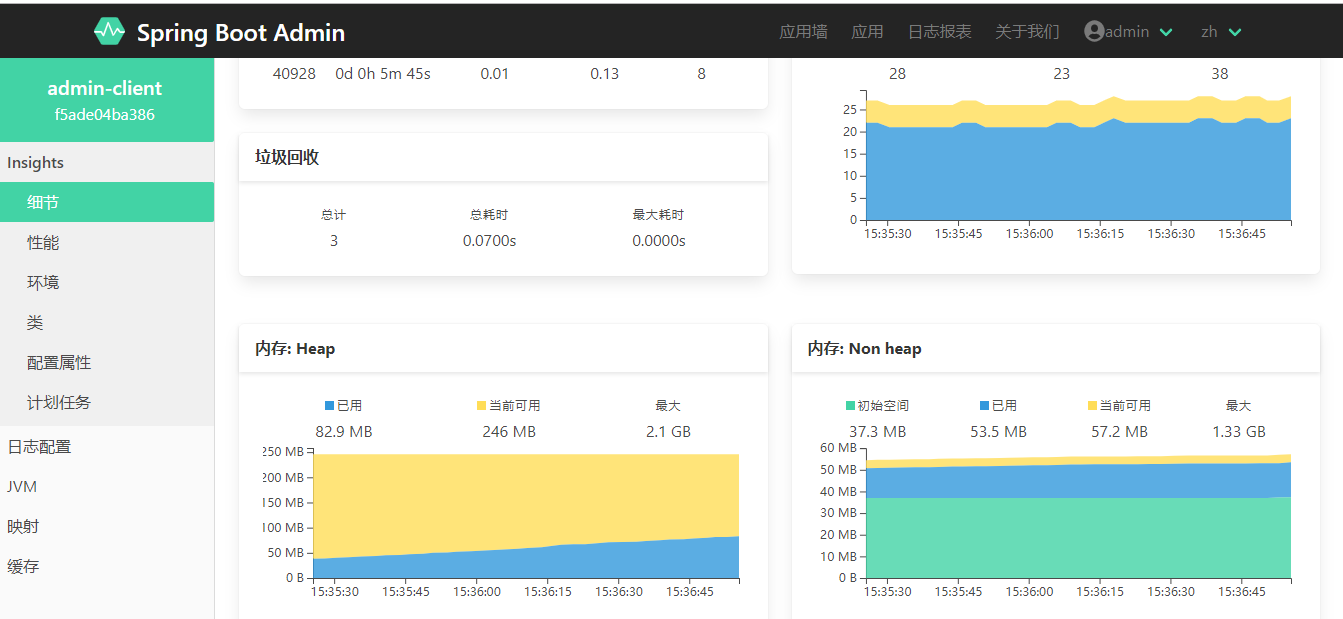 Spring Boot Admin
应用墙 应用 日志报表 关于我们 admin zh
admin-client
f5ade04ba386
Insights
细节
性能
环境
类
配置属性
计划任务
日志配置
JVM
映射
缓存
40928 0d 0h 5m 45s 0.01 0.13 8
垃圾回收
总计 总耗时 最大耗时
3 0.0700s 0.0000s
28 23 38
25
20
15
10
5
0
15:35:30 15:35:45 15:36:00 15:36:15 15:36:30 15:36:45
内存: Heap
已用 当前可用 最大
82.9 MB 246 MB 2.1 GB
250 MB
200 MB
150 MB
100 MB
50 MB
0 B
15:35:30 15:35:45 15:36:00 15:36:15 15:36:30 15:36:45
内存: Non heap
初始空间 已用 当前可用 最大
37.3 MB 53.5 MB 57.2 MB 1.33 GB
60 MB
50 MB
40 MB
30 MB
20 MB
10 MB
0 B
15:35:30 15:35:45 15:36:00 15:36:15 15:36:30 15:36:45